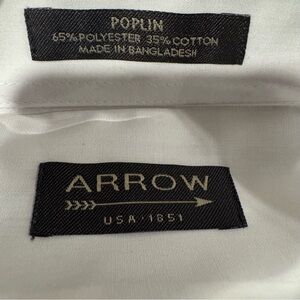 POPLIN
65% POLYESTER 35% COTTON
MADE IN BANGLADESH
ARROW
USA·1851